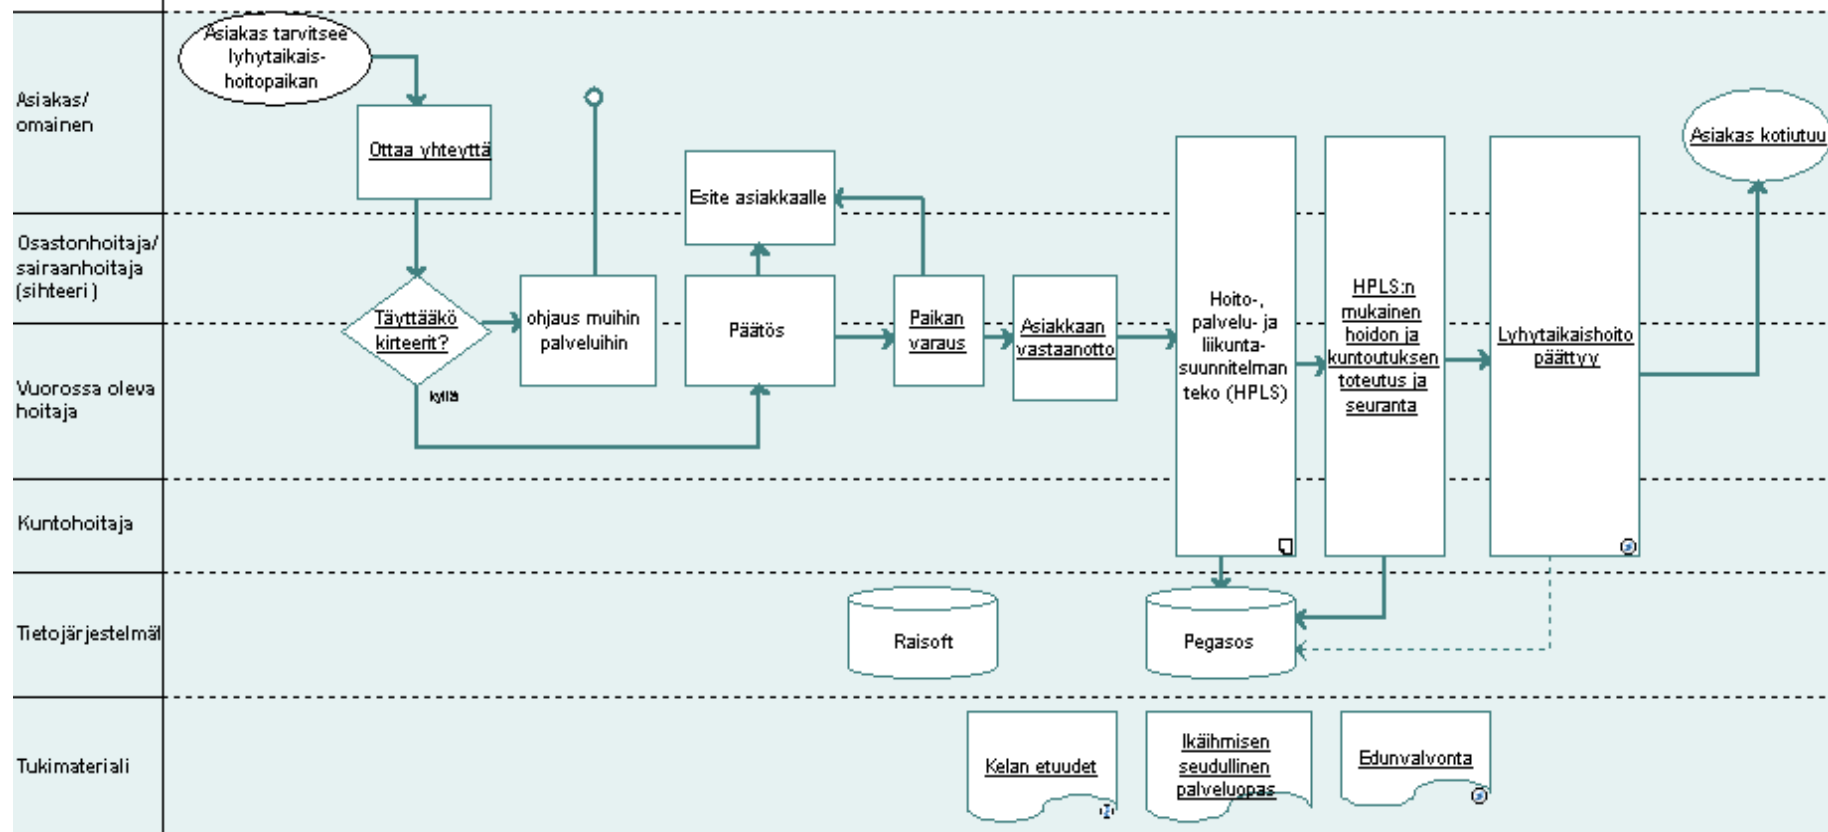 Asiakas tarvitsee
lyhytaikais-
hoitopaikan
Asiakas/
omainen
Ottaa yhteyttä
Esite asiakkaalle
Asiakas kotiutuu
Osastonhoitaja/
sairaanhoitaja
(sihteeri )
Täyttääkö
kirteerit?
ohjaus muihin
palveluihin
Päätös
Paikan
varaus
Asiakkaan
vastaanotto
Hoito-,
palvelu- ja
liikunta-
suunnitelman
teko (HPLS)
HPLS:n
mukainen
hoidon ja
kuntoutuksen
toteutus ja
seuranta
Lyhytaikaishoito
päättyy
Vuorossa oleva
hoitaja
kyllä
Kuntohoitaja
Tietojärjestelmät
Raisoft
Pegasos
Tukimateriali
Kelan etuudet
Ikäihmisen
seudullinen
palveluopas
Edunvalvonta